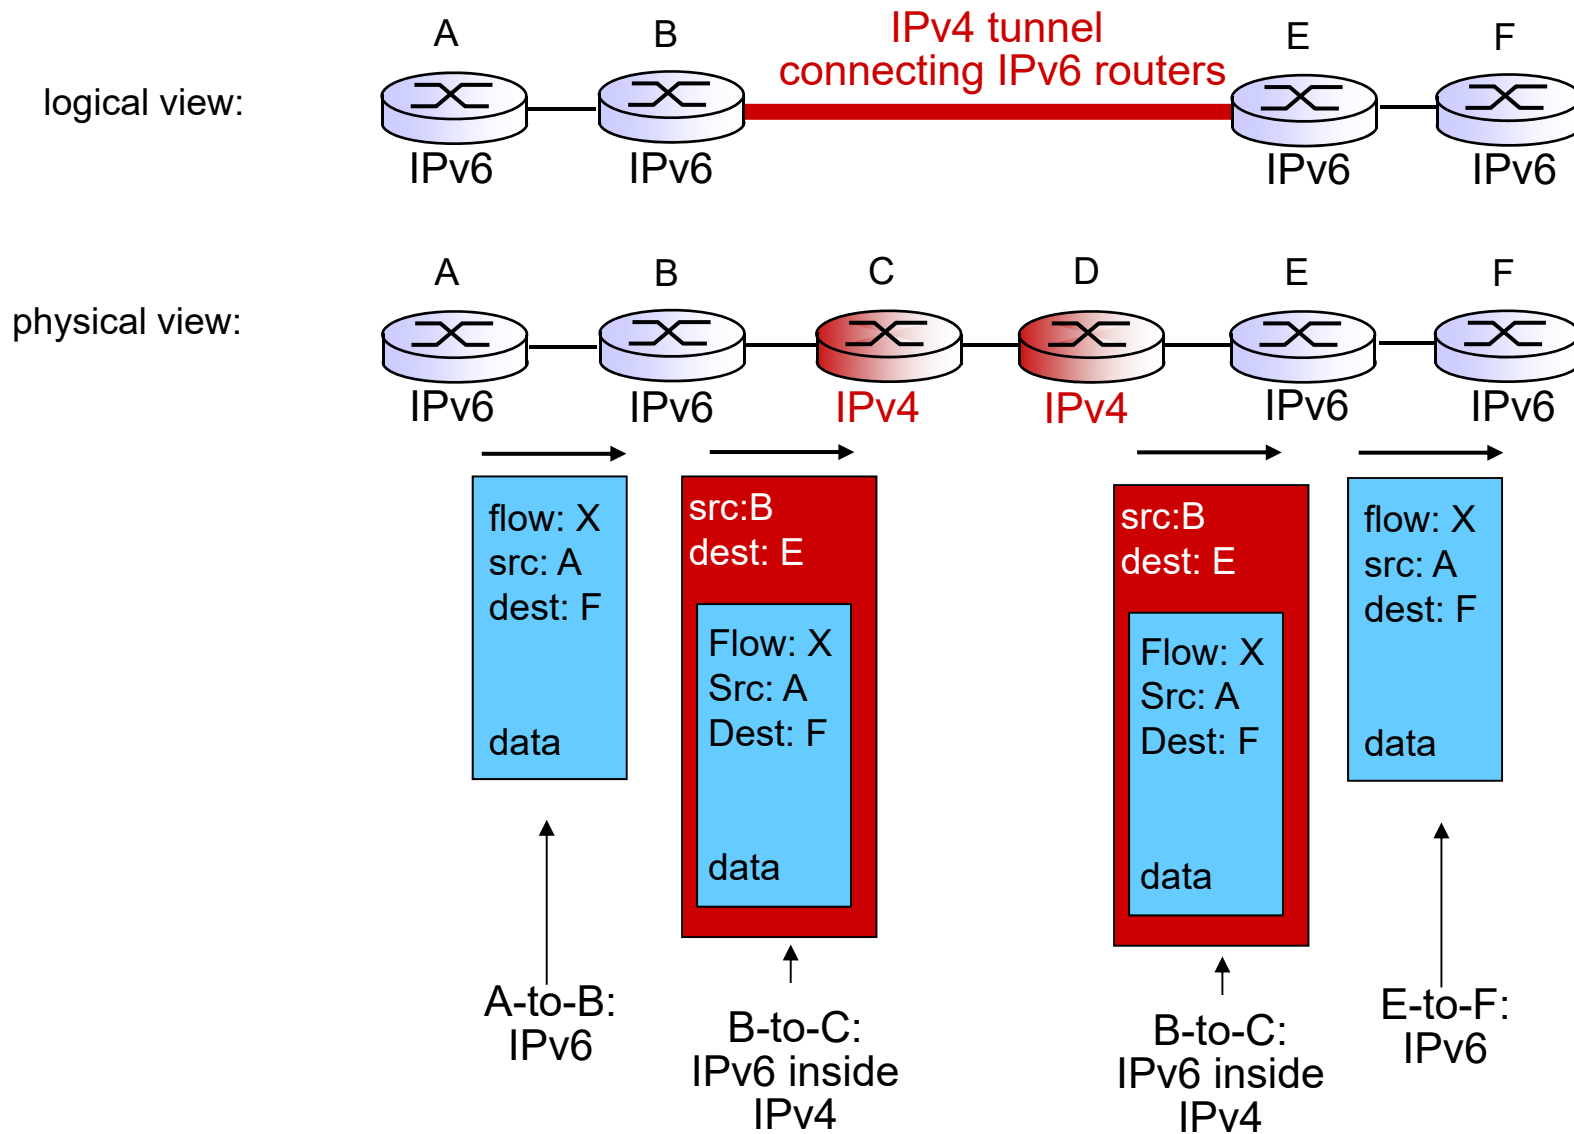 A
B
IPv4 tunnel
connecting IPv6 routers
E
F
logical view:
IPv6
IPv6
IPv6
IPv6
A
B
C
D
E
F
physical view:
IPv6
IPv6
IPv4
IPv4
IPv6
IPv6
flow: X
src: A
dest: F
data
src:B
dest: E
Flow: X
Src: A
Dest: F
data
src:B
dest: E
Flow: X
Src: A
Dest: F
data
flow: X
src: A
dest: F
data
A-to-B:
IPv6
B-to-C:
IPv6 inside
IPv4
B-to-C:
IPv6 inside
IPv4
E-to-F:
IPv6